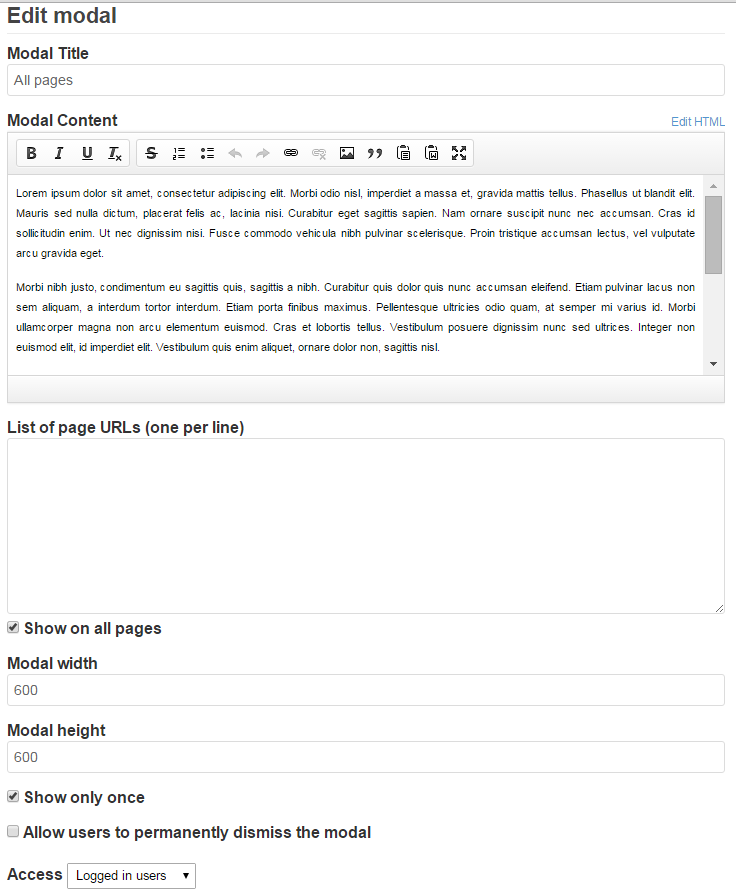 Edit modal
Modal Title
All pages
Modal Content
Edit HTML
B I U Tx S
Lorem ipsum dolor sit amet, consectetur adipiscing elit. Morbi odio nisl, imperdiet a massa et, gravida mattis tellus. Phasellus ut blandit elit.
Mauris sed nulla dictum, placerat felis ac, lacinia nisi. Curabitur eget sagittis sapien. Nam ornare suscipit nunc nec accumsan. Cras id
sollicitudin enim. Ut nec dignissim nisi. Fusce commodo vehicula nibh pulvinar scelerisque. Proin tristique accumsan lectus, vel vulputate
arcu gravida eget.
Morbi nibh justo, condimentum eu sagittis quis, sagittis a nibh. Curabitur quis dolor quis nunc accumsan eleifend. Etiam pulvinar lacus non
sem aliquam, a interdum tortor interdum. Etiam porta finibus maximus. Pellentesque ultricies odio quam, at semper mi varius id. Morbi
ullamcorper magna non arcu elementum euismod. Cras et lobortis tellus. Vestibulum posuere dignissim nunc sed ultrices. Integer non
euismod elit, id imperdiet elit. Vestibulum quis enim aliquet, ornare dolor non, sagittis nisl.
List of page URLs (one per line)
Show on all pages
Modal width
600
Modal height
600
Show only once
Allow users to permanently dismiss the modal
Access Logged in users